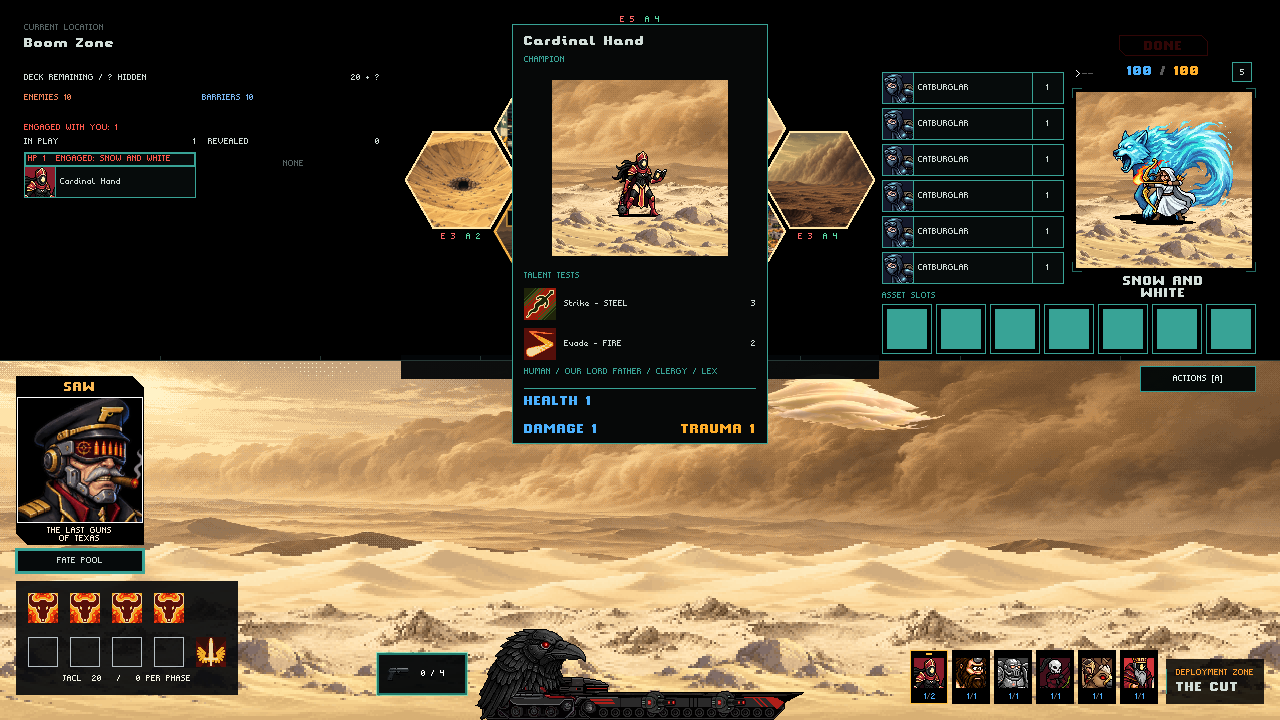 CURRENT LOCATION
Boom Zone
DECK REMAINING / ? HIDDEN 20 + ?
ENEMIES 10 BARRIERS 10
ENGAGED WITH YOU: 1
IN PLAY 1 REVEALED 0
HP 1 ENGAGED: SNOW AND WHITE
Cardinal Hand
NONE
E 5 A 4
E 3 A 2
E 3 A 4
Cardinal Hand
CHAMPION
TALENT TESTS
Strike - STEEL 3
Evade - FIRE 2
HUMAN / OUR LORD FATHER / CLERGY / LEX
HEALTH 1
DAMAGE 1 TRAUMA 1
DONE
100 / 100 5
CATBURGLAR 1
CATBURGLAR 1
CATBURGLAR 1
CATBURGLAR 1
CATBURGLAR 1
CATBURGLAR 1
SNOW AND
WHITE
ASSET SLOTS
ACTIONS [A]
SAW
THE LAST GUNS
OF TEXAS
FATE POOL
TACL 20 / 0 PER PHASE
0 / 4
1/2 1/1 1/1 1/1 1/1 1/1
DEPLOYMENT ZONE
THE CUT